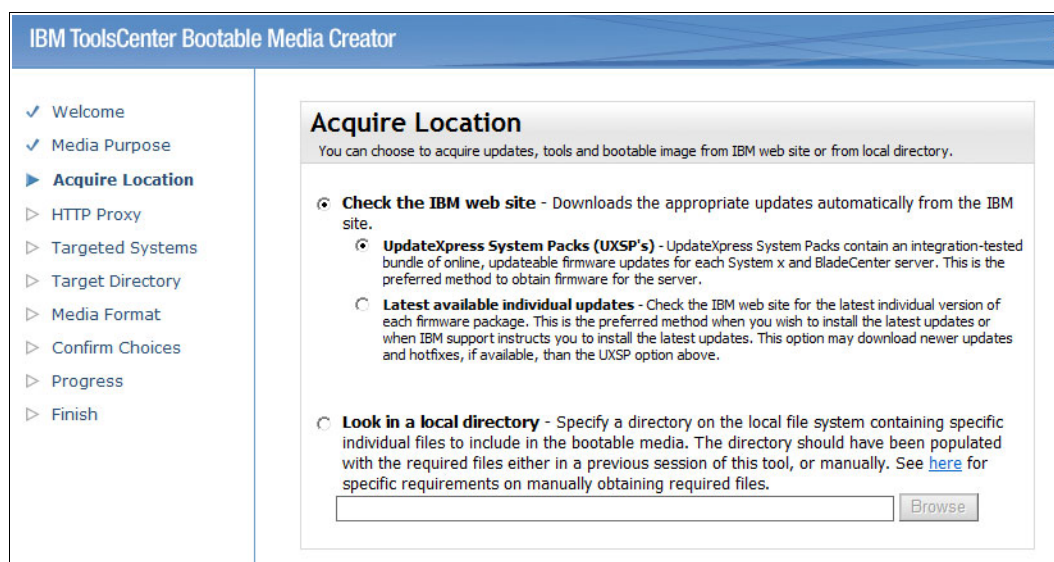 IBM ToolsCenter Bootable Media Creator
Welcome
Media Purpose
Acquire Location
HTTP Proxy
Targeted Systems
Target Directory
Media Format
Confirm Choices
Progress
Finish
Acquire Location
You can choose to acquire updates, tools and bootable image from IBM web site or from local directory.
Check the IBM web site - Downloads the appropriate updates automatically from the IBM
site.
UpdateXpress System Packs (UXSP's) - UpdateXpress System Packs contain an integration-tested
bundle of online, updateable firmware updates for each System x and BladeCenter server. This is the
preferred method to obtain firmware for the server.
Latest available individual updates - Check the IBM web site for the latest individual version of
each firmware package. This is the preferred method when you wish to install the latest updates or
when IBM support instructs you to install the latest updates. This option may download newer updates
and hotfixes, if available, than the UXSP option above.
Look in a local directory - Specify a directory on the local file system containing specific
individual files to include in the bootable media. The directory should have been populated
with the required files either in a previous session of this tool, or manually. See here for
specific requirements on manually obtaining required files.
Browse